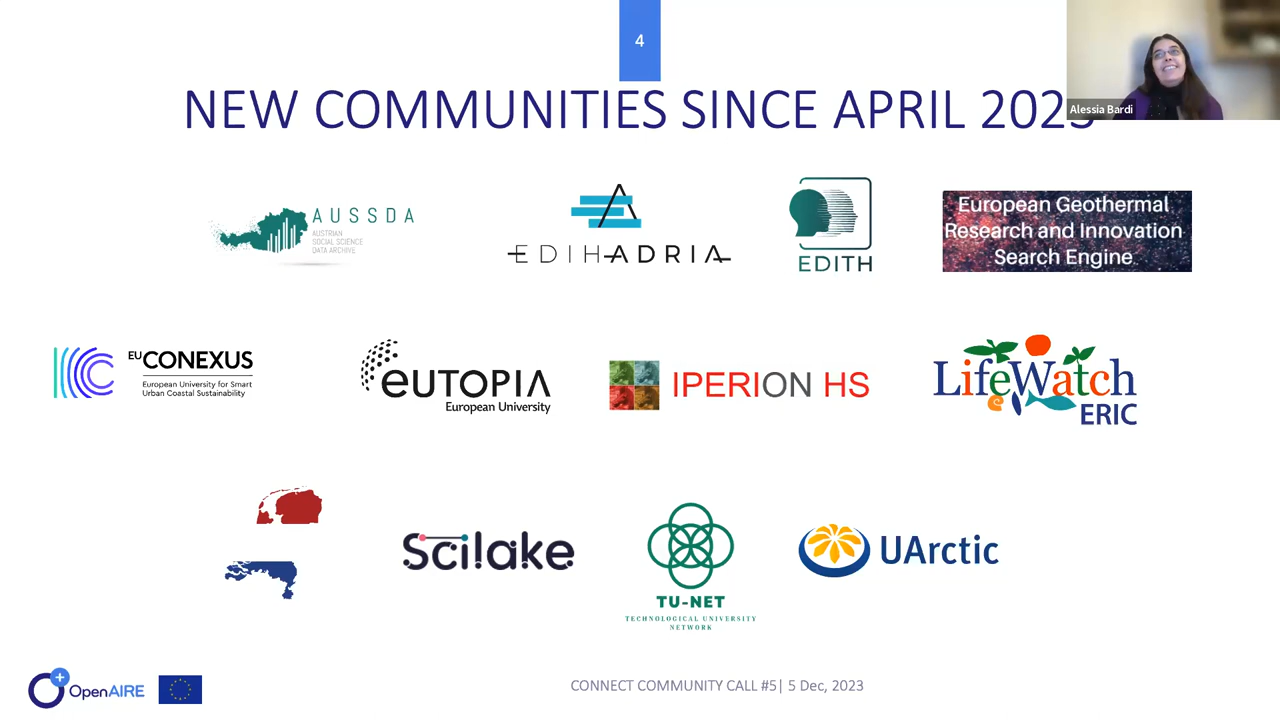 4
NEW COMMUNITIES SINCE APRIL 2023
Alessia Bardi
AUSSDA
AUSTRIAN
SOCIAL SCIENCE
DATA ARCHIVE
EDIHADRIA
EDITH
European Geothermal
Research and Innovation
Search Engine
EU CONEXUS
European University for Smart
Urban Coastal Sustainability
eUTOPIA
European University
IPERION HS
LifeWatch
ERIC
Scilake
TU-NET
TECHNOLOGICAL UNIVERSITY
NETWORK
UArctic
OpenAIRE
CONNECT COMMUNITY CALL #5| 5 Dec, 2023